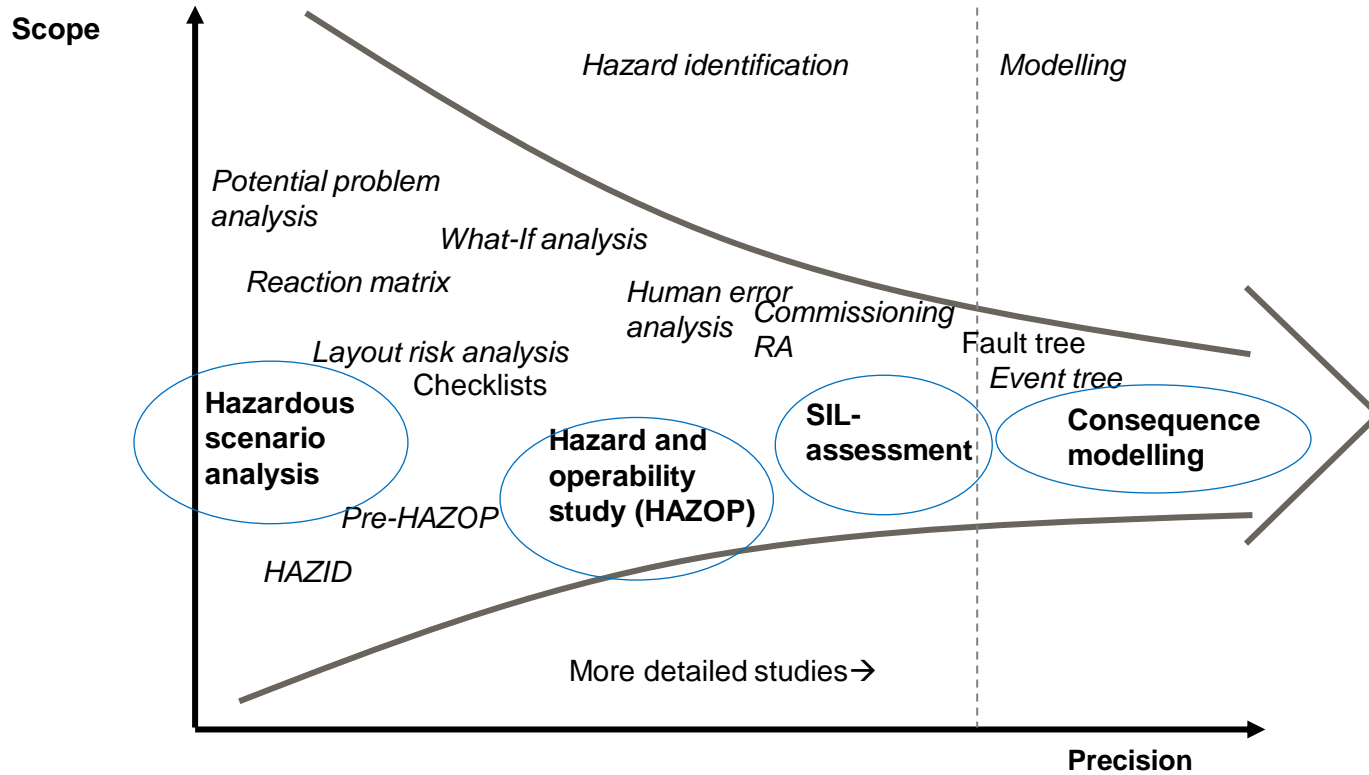 Scope
Hazard identification
Modelling
Potential problem
analysis
What-If analysis
Reaction matrix
Human error
analysis
Commissioning
RA
Layout risk analysis
Checklists
Fault tree
Event tree
Hazardous
scenario
analysis
Hazard and
operability
study (HAZOP)
SIL-
assessment
Consequence
modelling
Pre-HAZOP
HAZID
More detailed studies→
Precision